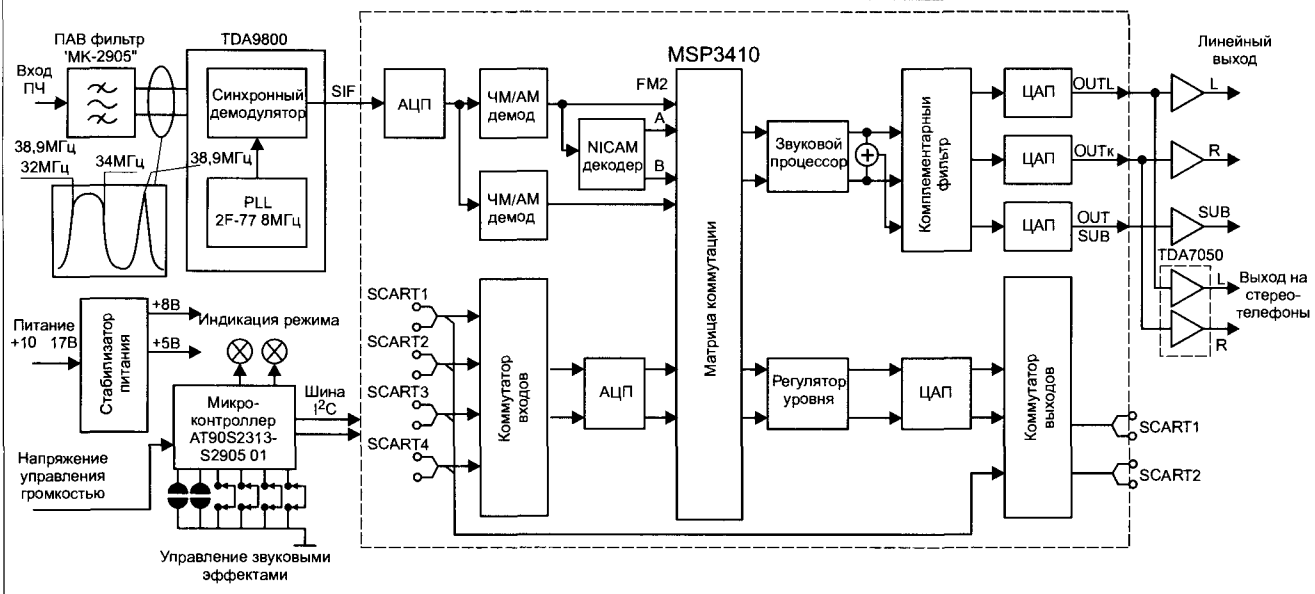 ПАВ фильтр
'МК-2905"
Вход
ПЧ
38,9МГц
32МГц
34МГц
38,9МГц
TDA9800
Синхронный
демодулятор
PLL
2F-77 8МГц
SIF
MSP3410
АЦП
ЧМ/АМ
демод
NICAM
декодер
ЧМ/АМ
демод
FM2
A
B
Матрица коммутации
Звуковой
процессор
Комплементарный
фильтр
ЦАП
OUTL
ЦАП
OUTк
ЦАП
OUT
SUB
Линейный
выход
L
R
SUB
TDA7050
L
R
Выход на
стерео-
телефоны
Питание
+10 17В
Стабилизатор
питания
+8В
+5В
Индикация режима
Микро-
контроллер
AT90S2313-
S2905 01
Шина
I2C
Напряжение
управления
громкостью
Управление звуковыми
эффектами
SCART1
SCART2
SCART3
SCART4
Коммутатор
входов
АЦП
Регулятор
уровня
ЦАП
Коммутатор
выходов
SCART1
SCART2